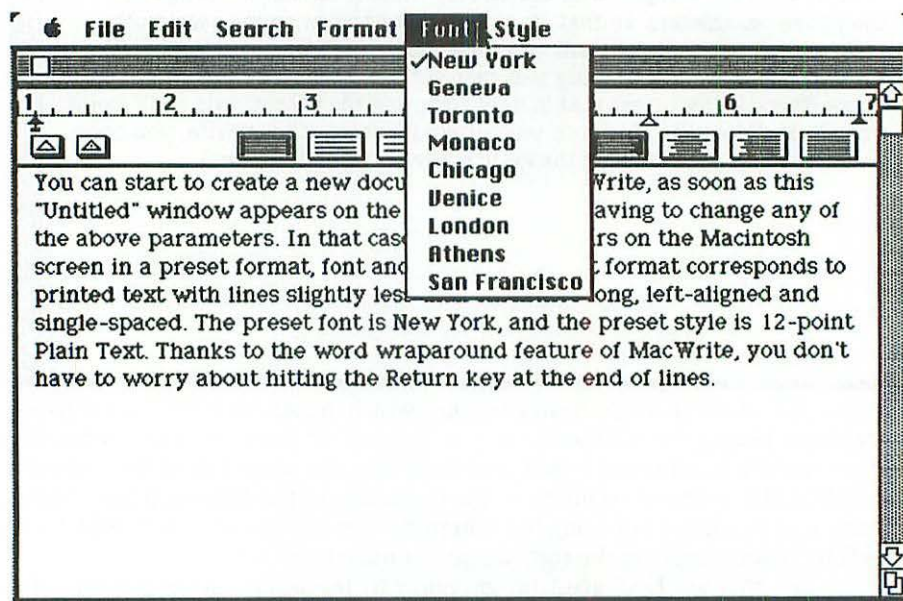 File Edit Search Format Font Style
✓New York
Geneva
Toronto
Monaco
Chicago
Venice
London
Athens
San Francisco
1 2 3 6 7
You can start to create a new docu Write, as soon as this
"Untitled" window appears on the aving to change any of
the above parameters. In that cas rs on the Macintosh
screen in a preset format, font and t format corresponds to
printed text with lines slightly les ong, left-aligned and
single-spaced. The preset font is New York, and the preset style is 12-point
Plain Text. Thanks to the word wraparound feature of MacWrite, you don't
have to worry about hitting the Return key at the end of lines.